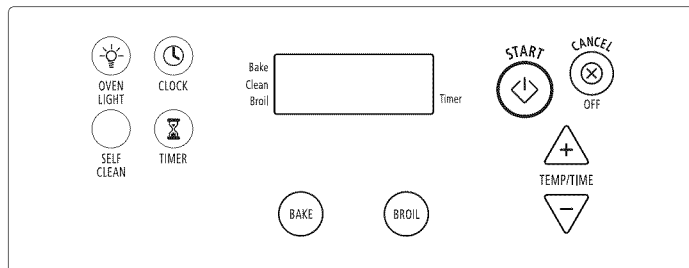 OVEN
LIGHT
CLOCK
SELF
CLEAN
TIMER
Bake
Clean
Broil
Timer
START
CANCEL
OFF
+
TEMP/TIME
−
BAKE
BROIL